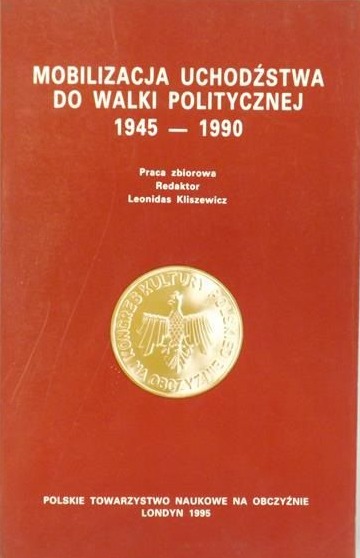 MOBILIZACJA UCHODŹSTWA
DO WALKI POLITYCZNEJ
1945 — 1990
Praca zbiorowa
Redaktor
Leonidas Kliszewicz
KONGRES KULTURY POLSKIEJ
NA OBCZYŹNIE
POLSKIE TOWARZYSTWO NAUKOWE NA OBCZYŹNIE
LONDYN 1995